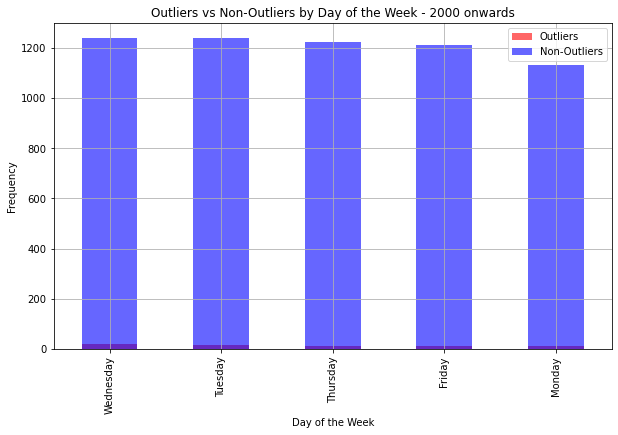 Outliers vs Non-Outliers by Day of the Week - 2000 onwards
Outliers
Non-Outliers
1200
1000
800
600
400
200
0
Frequency
Wednesday
Tuesday
Thursday
Friday
Monday
Day of the Week